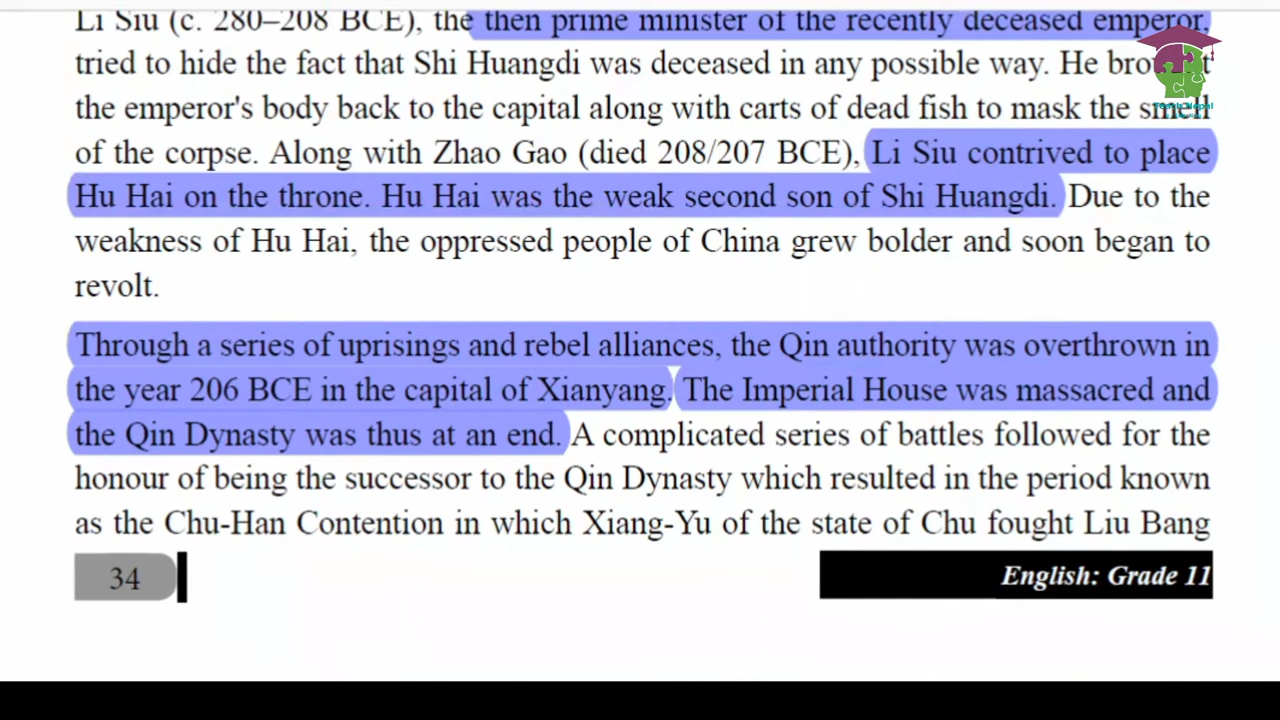 Li Siu (c. 280–208 BCE), the then prime minister of the recently deceased emperor,
tried to hide the fact that Shi Huangdi was deceased in any possible way. He
the emperor's body back to the capital along with carts of dead fish to mask the
of the corpse. Along with Zhao Gao (died 208/207 BCE), Li Siu contrived to place
Hu Hai on the throne. Hu Hai was the weak second son of Shi Huangdi. Due to the
weakness of Hu Hai, the oppressed people of China grew bolder and soon began to
revolt.
Through a series of uprisings and rebel alliances, the Qin authority was overthrown in
the year 206 BCE in the capital of Xianyang. The Imperial House was massacred and
the Qin Dynasty was thus at an end. A complicated series of battles followed for the
honour of being the successor to the Qin Dynasty which resulted in the period known
as the Chu-Han Contention in which Xiang-Yu of the state of Chu fought Liu Bang
34
English: Grade 11